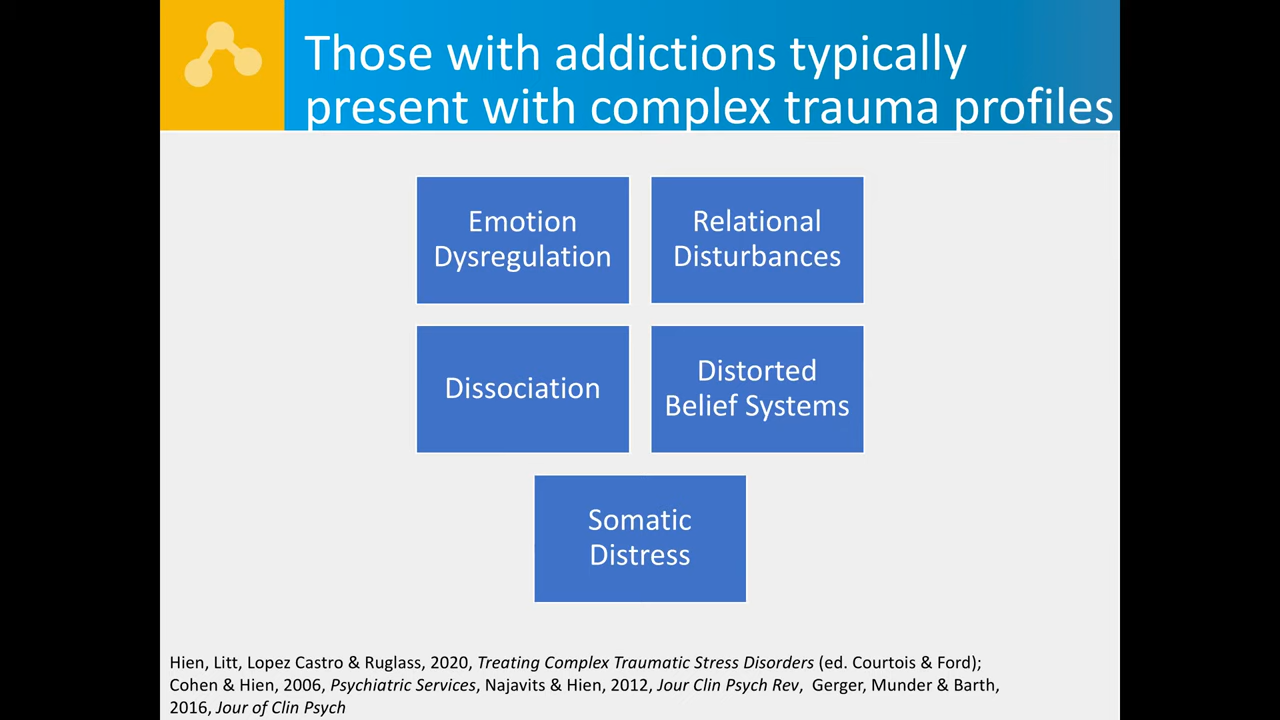 Those with addictions typically
present with complex trauma profiles
Emotion
Dysregulation
Relational
Disturbances
Dissociation
Distorted
Belief Systems
Somatic
Distress
Hien, Litt, Lopez Castro & Ruglass, 2020, Treating Complex Traumatic Stress Disorders (ed. Courtois & Ford);
Cohen & Hien, 2006, Psychiatric Services, Najavits & Hien, 2012, Jour Clin Psych Rev, Gerger, Munder & Barth,
2016, Jour of Clin Psych